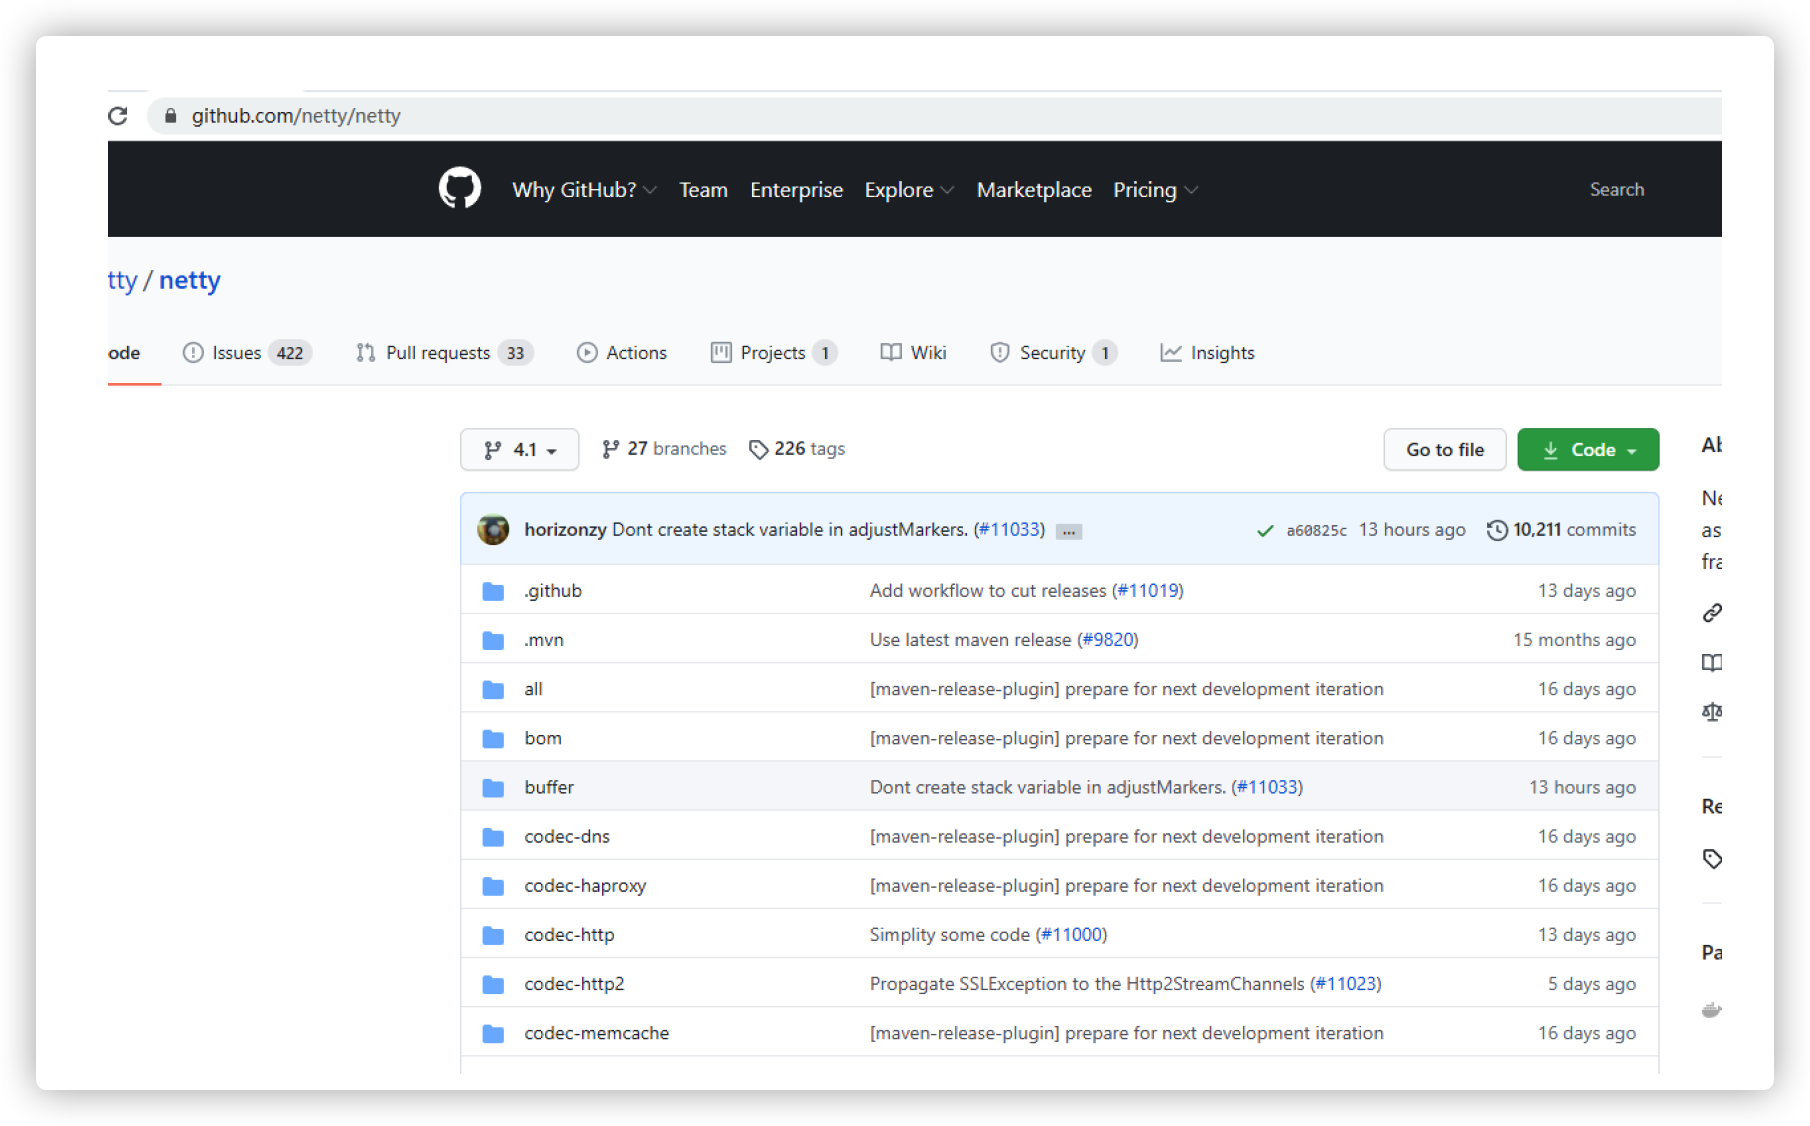 github.com/netty/netty
Why GitHub? Team Enterprise Explore Marketplace Pricing Search
tty / netty
ode Issues 422 Pull requests 33 Actions Projects 1 Wiki Security 1 Insights
4.1 27 branches 226 tags Go to file Code Ab
horizonzy Dont create stack variable in adjustMarkers. (#11033) ... a60825c 13 hours ago 10,211 commits
Ne
as
fra
.github Add workflow to cut releases (#11019) 13 days ago
.mvn Use latest maven release (#9820) 15 months ago
all [maven-release-plugin] prepare for next development iteration 16 days ago
bom [maven-release-plugin] prepare for next development iteration 16 days ago
buffer Dont create stack variable in adjustMarkers. (#11033) 13 hours ago
Re
codec-dns [maven-release-plugin] prepare for next development iteration 16 days ago
codec-haproxy [maven-release-plugin] prepare for next development iteration 16 days ago
codec-http Simplity some code (#11000) 13 days ago
Pa
codec-http2 Propagate SSLException to the Http2StreamChannels (#11023) 5 days ago
codec-memcache [maven-release-plugin] prepare for next development iteration 16 days ago